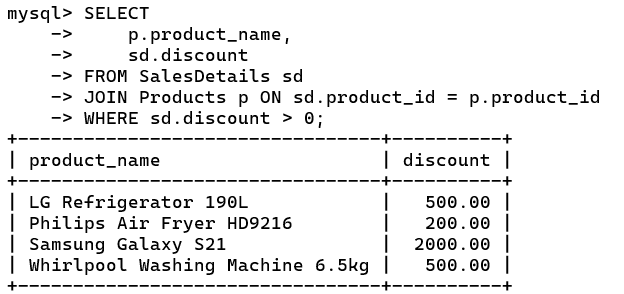 mysql> SELECT
    ->     p.product_name,
    ->     sd.discount
    -> FROM SalesDetails sd
    -> JOIN Products p ON sd.product_id = p.product_id
    -> WHERE sd.discount > 0;
+---------------------------------+----------+
| product_name                    | discount |
+---------------------------------+----------+
| LG Refrigerator 190L            |   500.00 |
| Philips Air Fryer HD9216        |   200.00 |
| Samsung Galaxy S21              |  2000.00 |
| Whirlpool Washing Machine 6.5kg |   500.00 |
+---------------------------------+----------+